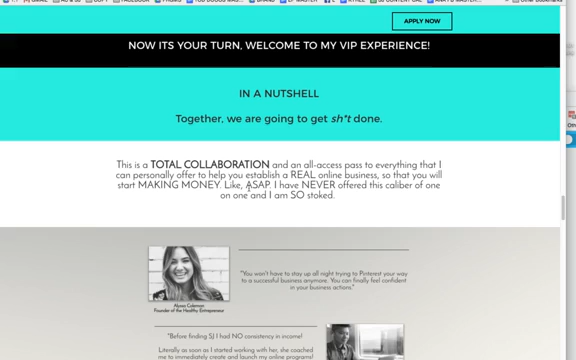 APPLY NOW
NOW ITS YOUR TURN, WELCOME TO MY VIP EXPERIENCE!
IN A NUTSHELL
Together, we are going to get sh*t done.
This is a TOTAL COLLABORATION and an all-access pass to everything that I
can personally offer to help you establish a REAL online business, so that you will
start MAKING MONEY. Like, ASAP. I have NEVER offered this caliber of one
on one and I am SO stoked.
"You won't have to stay up all night trying to Pinterest your way
to a successful business anymore. You can finally feel confident
in your business actions."
Alyssa Coleman
Founder of the Healthy, Entrepreneur
"Before finding SJ I had NO consistency in income!
Literally as soon as I started working with her, she coached
me to immediately create and launch my online programs!